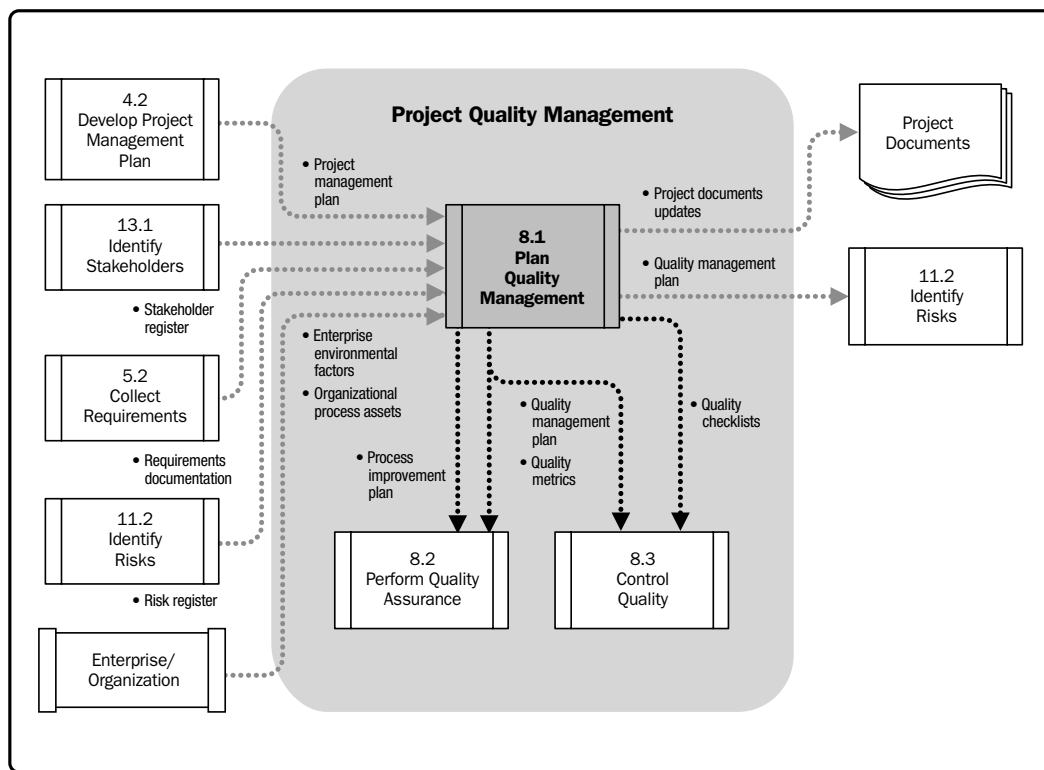 Project Quality Management
4.2
Develop Project
Management
Plan
• Project
management
plan
13.1
Identify
Stakeholders
• Stakeholder
register
5.2
Collect
Requirements
• Requirements
documentation
11.2
Identify
Risks
• Risk register
Enterprise/
Organization
• Enterprise
environmental
factors
• Organizational
process assets
8.1
Plan
Quality
Management
• Project documents
updates
• Quality management
plan
Project
Documents
11.2
Identify
Risks
• Process
improvement
plan
• Quality
management
plan
• Quality
metrics
• Quality
checklists
8.2
Perform Quality
Assurance
8.3
Control
Quality